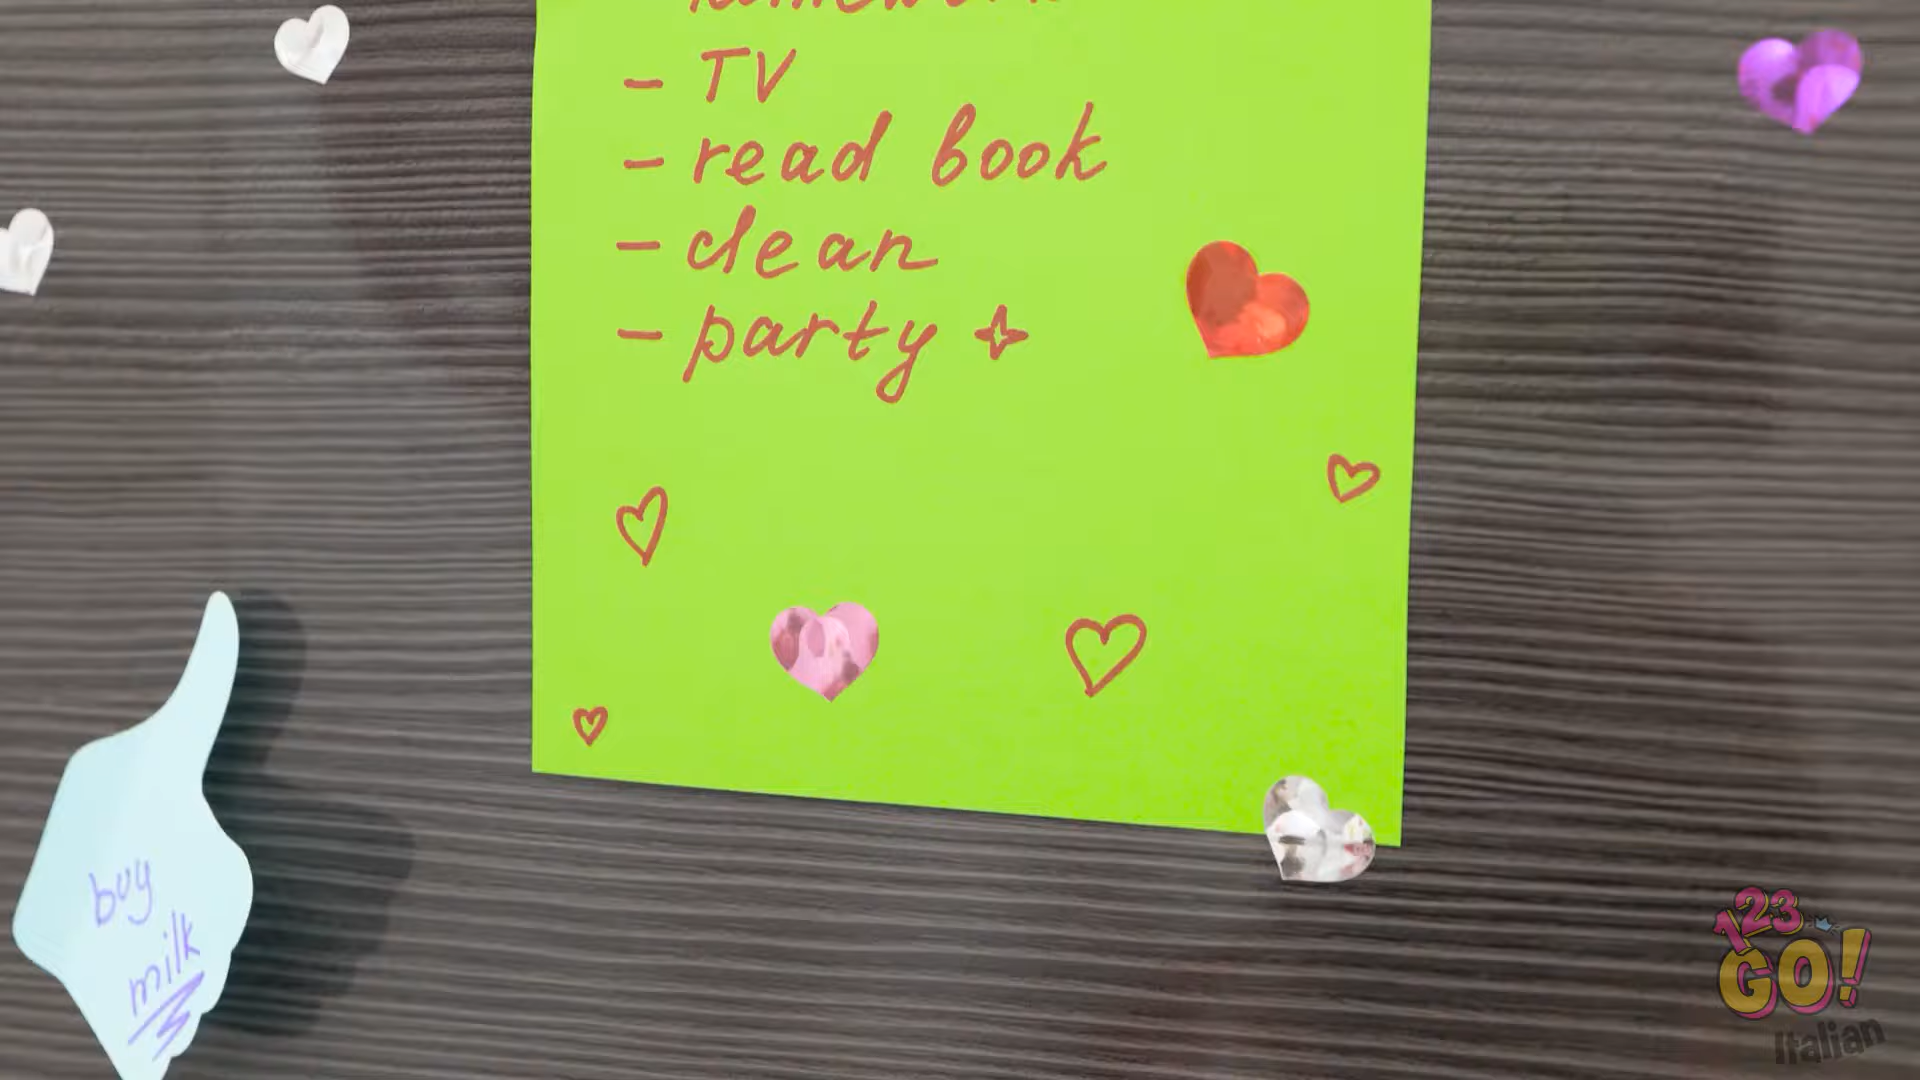 - TV
- read book
- clean
- party
buy
milk
123
GO!
Italian